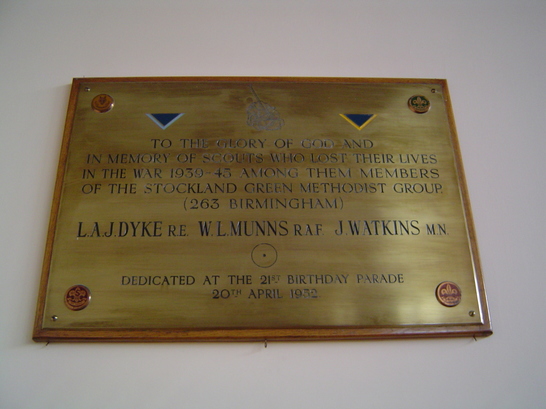 TO THE GLORY OF GOD AND
IN MEMORY OF SCOUTS WHO LOST THEIR LIVES
IN THE WAR 1939-45 AMONG THEM MEMBERS
OF THE STOCKLAND GREEN METHODIST GROUP
(263 BIRMINGHAM)
L.A.J.DYKE R.E. W.L.MUNNS R.A.F. J.WATKINS M.N.
DEDICATED AT THE 21ST BIRTHDAY PARADE
20TH APRIL 1952